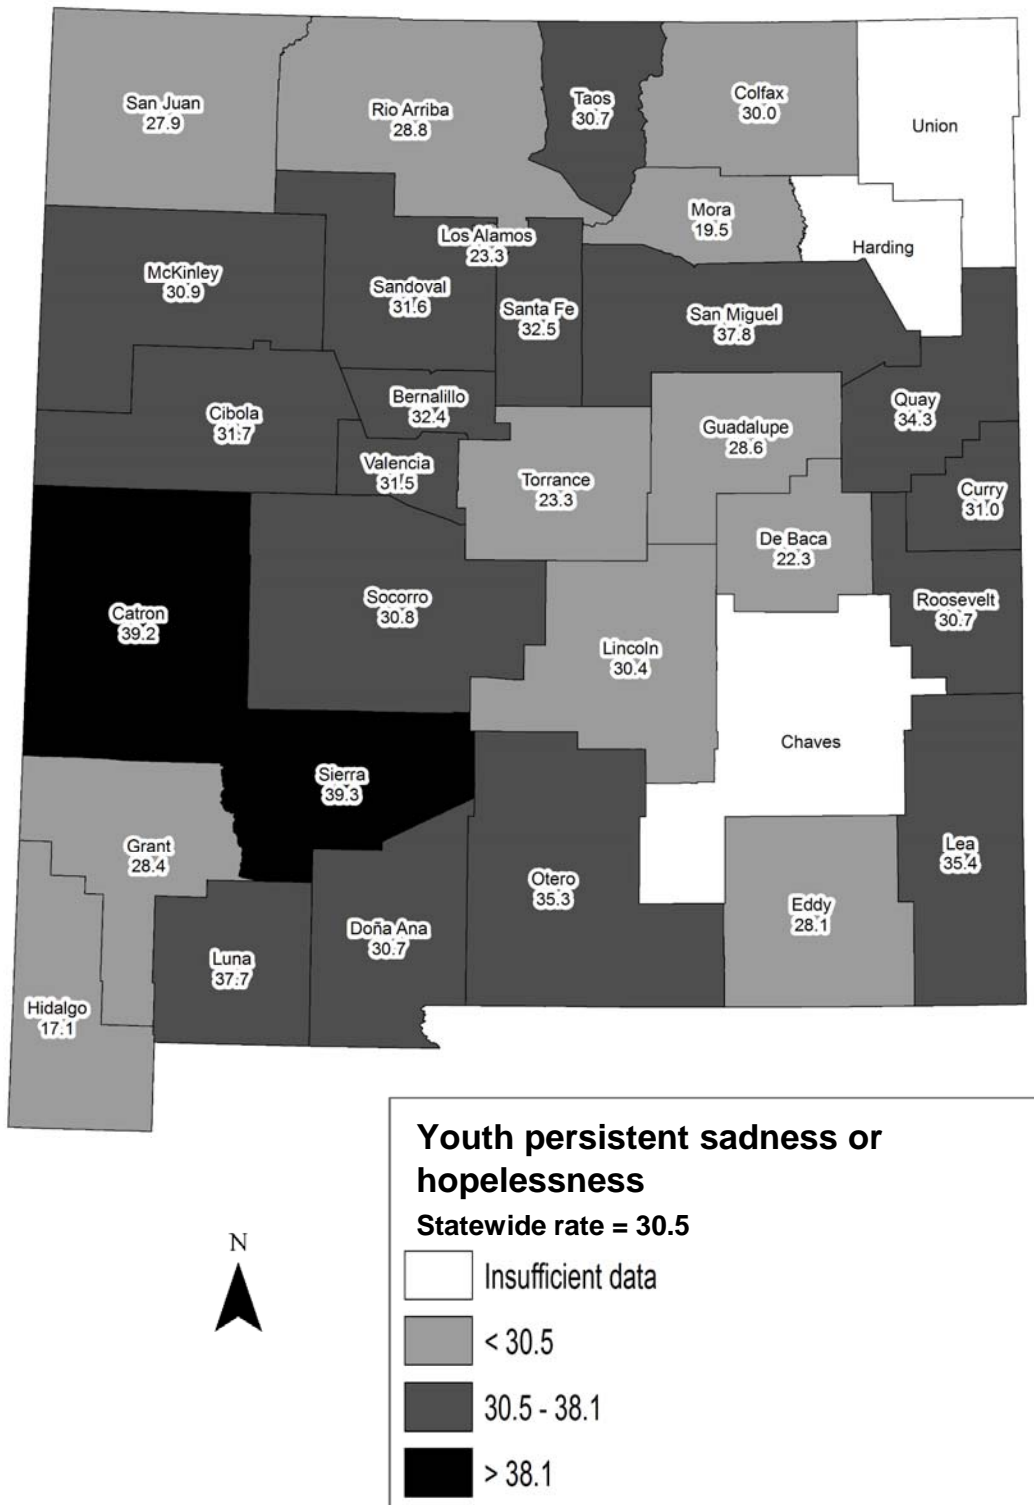 San Juan
27.9
Rio Arriba
28.8
Taos
30.7
Colfax
30.0
Union
Mora
19.5
Harding
Los Alamos
23.3
McKinley
30.9
Sandoval
31.6
Santa Fe
32.5
San Miguel
37.8
Bernalillo
32.4
Cibola
31.7
Quay
34.3
Guadalupe
28.6
Valencia
31.5
Torrance
23.3
Curry
31.0
De Baca
22.3
Catron
39.2
Socorro
30.8
Roosevelt
30.7
Lincoln
30.4
Chaves
Sierra
39.3
Grant
28.4
Otero
35.3
Lea
35.4
Eddy
28.1
Doña Ana
30.7
Luna
37.7
Hidalgo
17.1
Youth persistent sadness or
hopelessness
Statewide rate = 30.5
N
Insufficient data
< 30.5
30.5 - 38.1
> 38.1